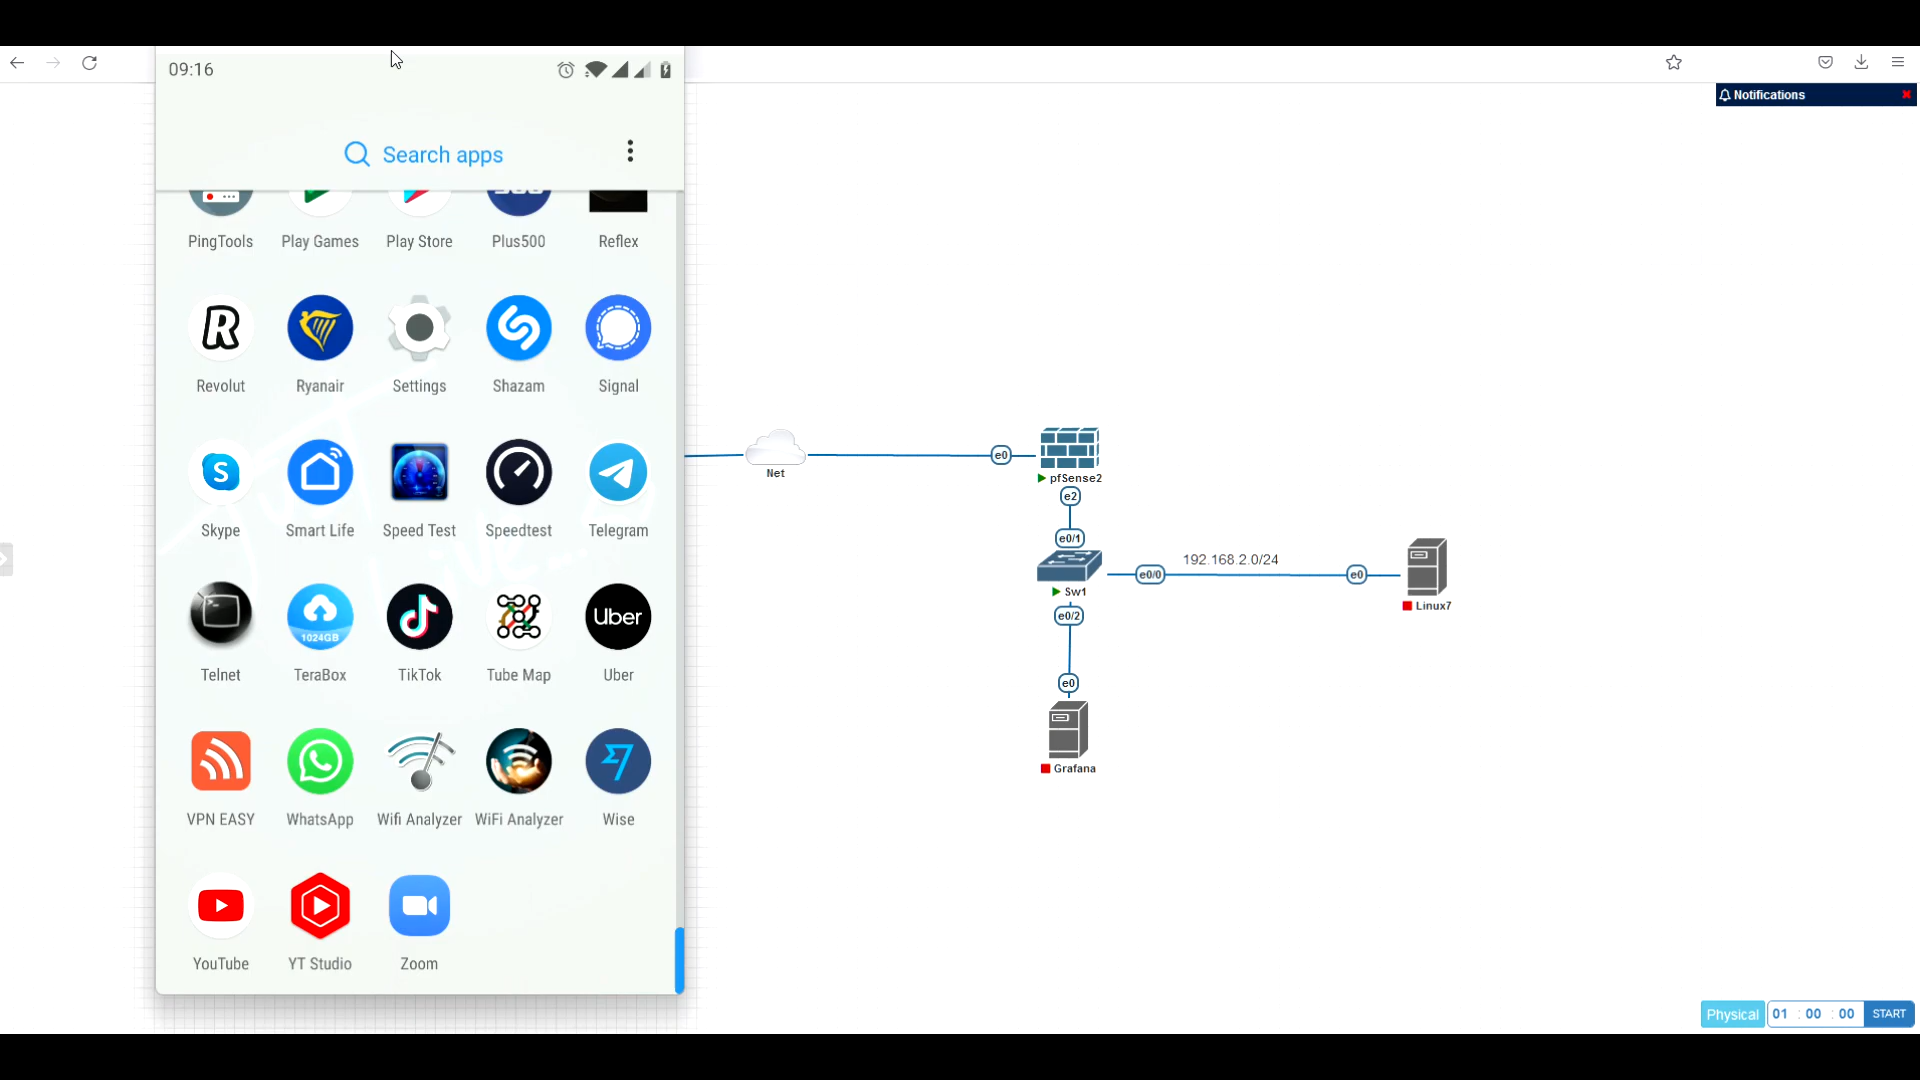 09:16
Notifications
Search apps
PingTools Play Games Play Store Plus500 Reflex
R
Revolut Ryanair Settings Shazam Signal
S
Skype Smart Life Speed Test Speedtest Telegram
1024GB
Uber
Telnet TeraBox TikTok Tube Map Uber
VPN EASY WhatsApp Wifi Analyzer WiFi Analyzer Wise
YouTube YT Studio Zoom
Net
e0
pfSense2
e2
e0/1
Sw1
e0/0
192.168.2.0/24
e0
Linux7
e0/2
e0
Grafana
Physical 01 : 00 : 00 START